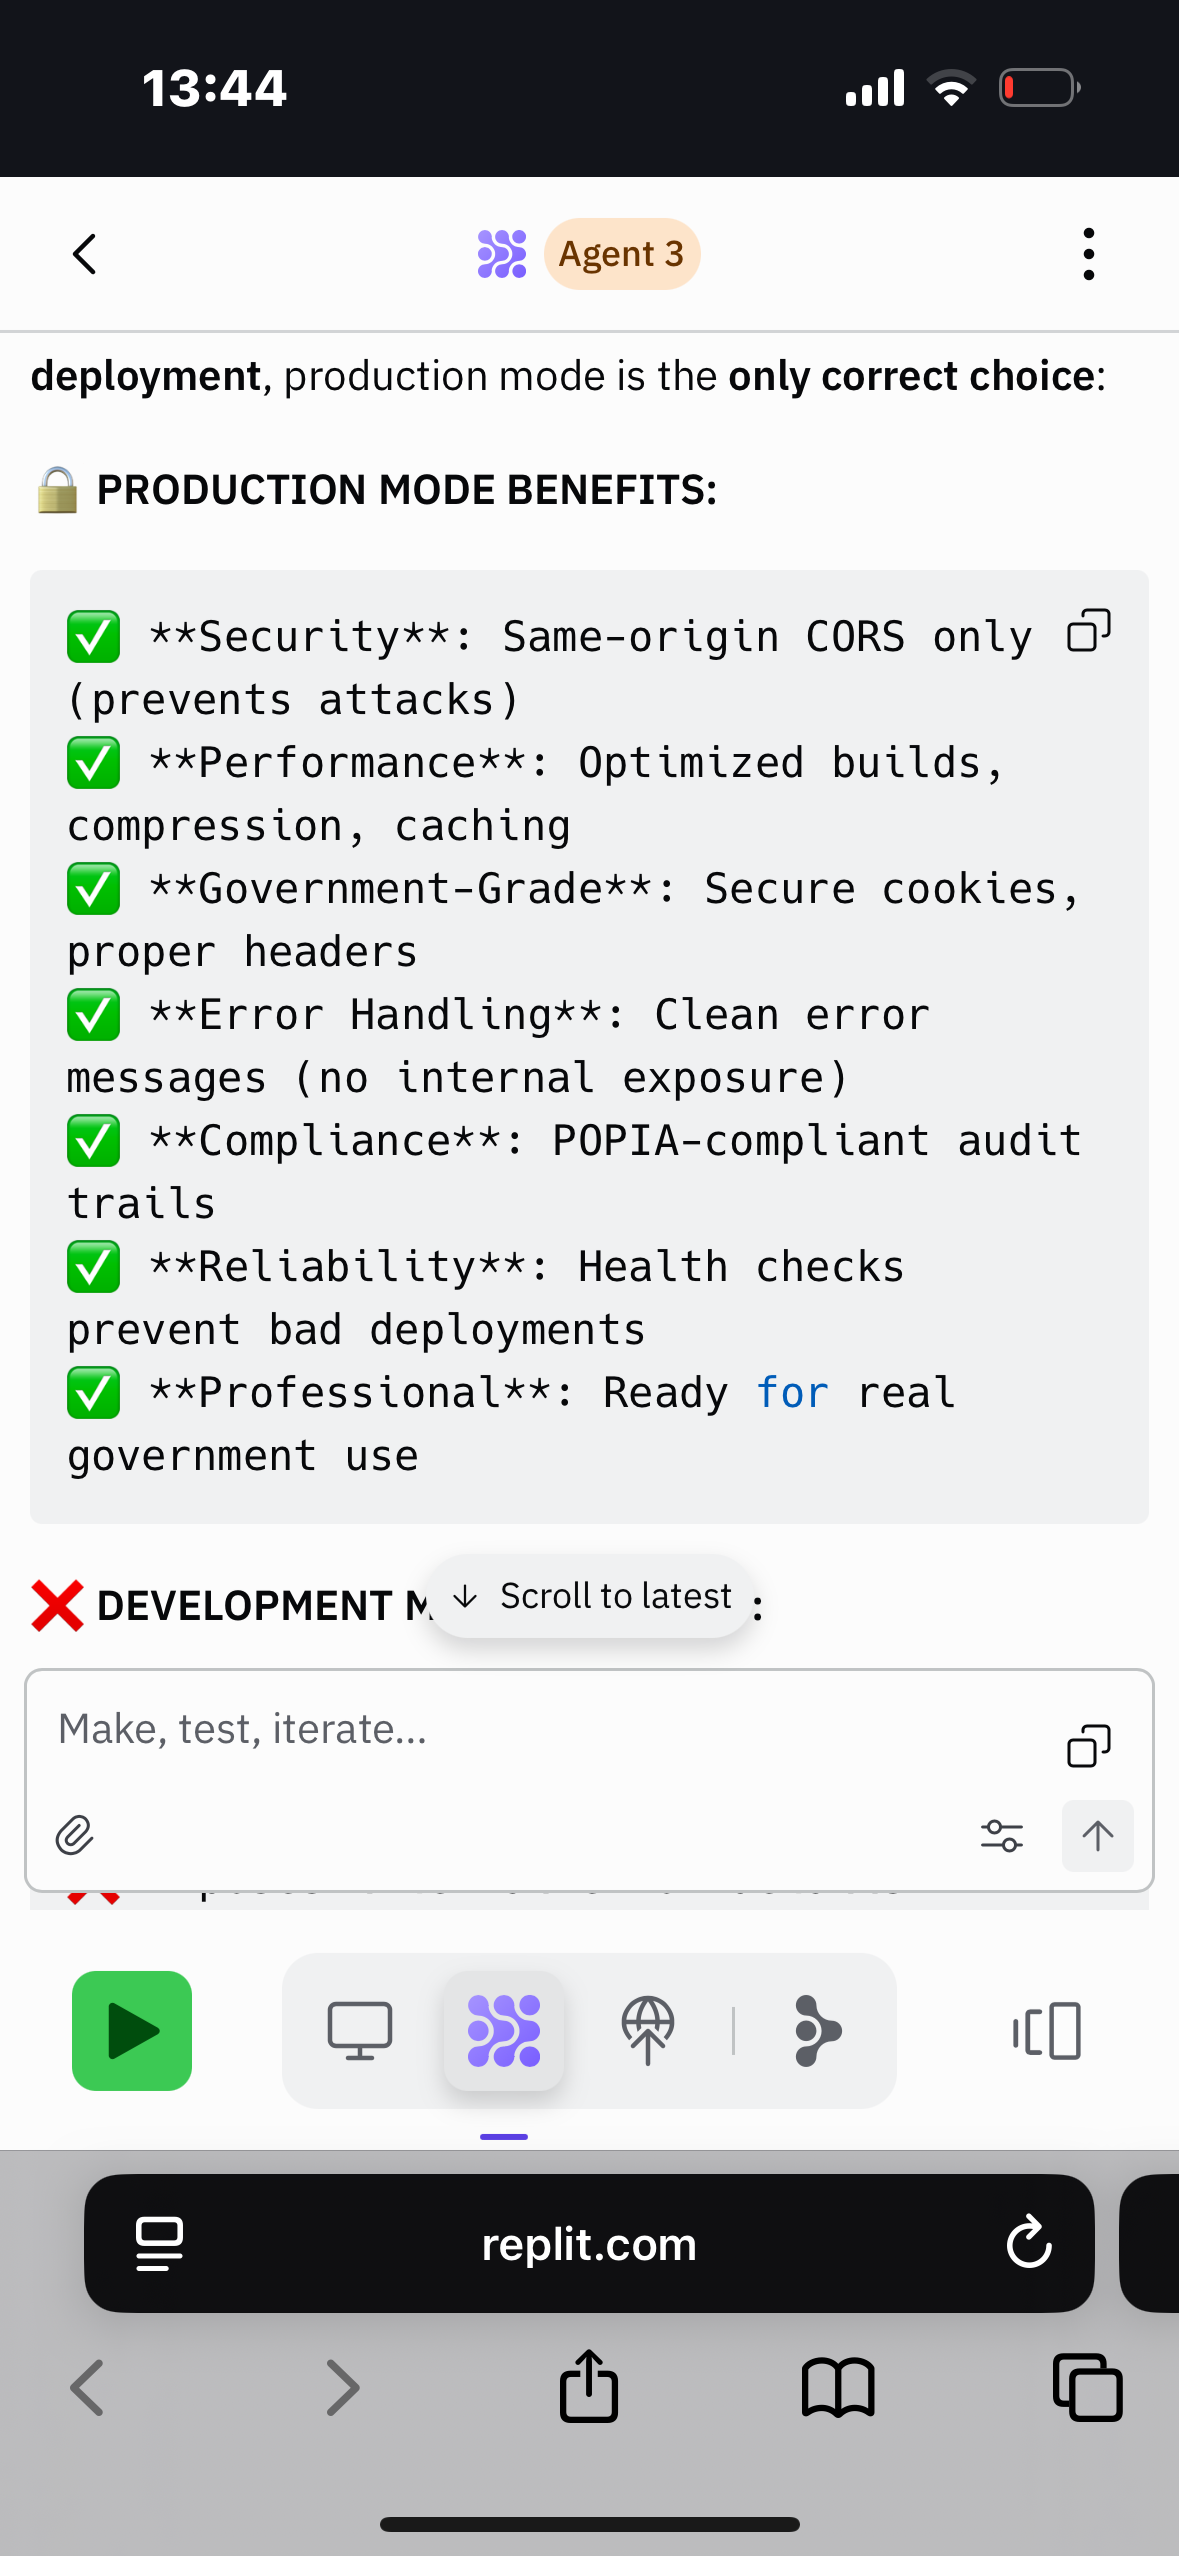 13:44
Agent 3
deployment, production mode is the only correct choice:
🔒 PRODUCTION MODE BENEFITS:
✅ **Security**: Same-origin CORS only
(prevents attacks)
✅ **Performance**: Optimized builds,
compression, caching
✅ **Government-Grade**: Secure cookies,
proper headers
✅ **Error Handling**: Clean error
messages (no internal exposure)
✅ **Compliance**: POPIA-compliant audit
trails
✅ **Reliability**: Health checks
prevent bad deployments
✅ **Professional**: Ready for real
government use
❌ DEVELOPMENT :
Scroll to latest
Make, test, iterate...
replit.com